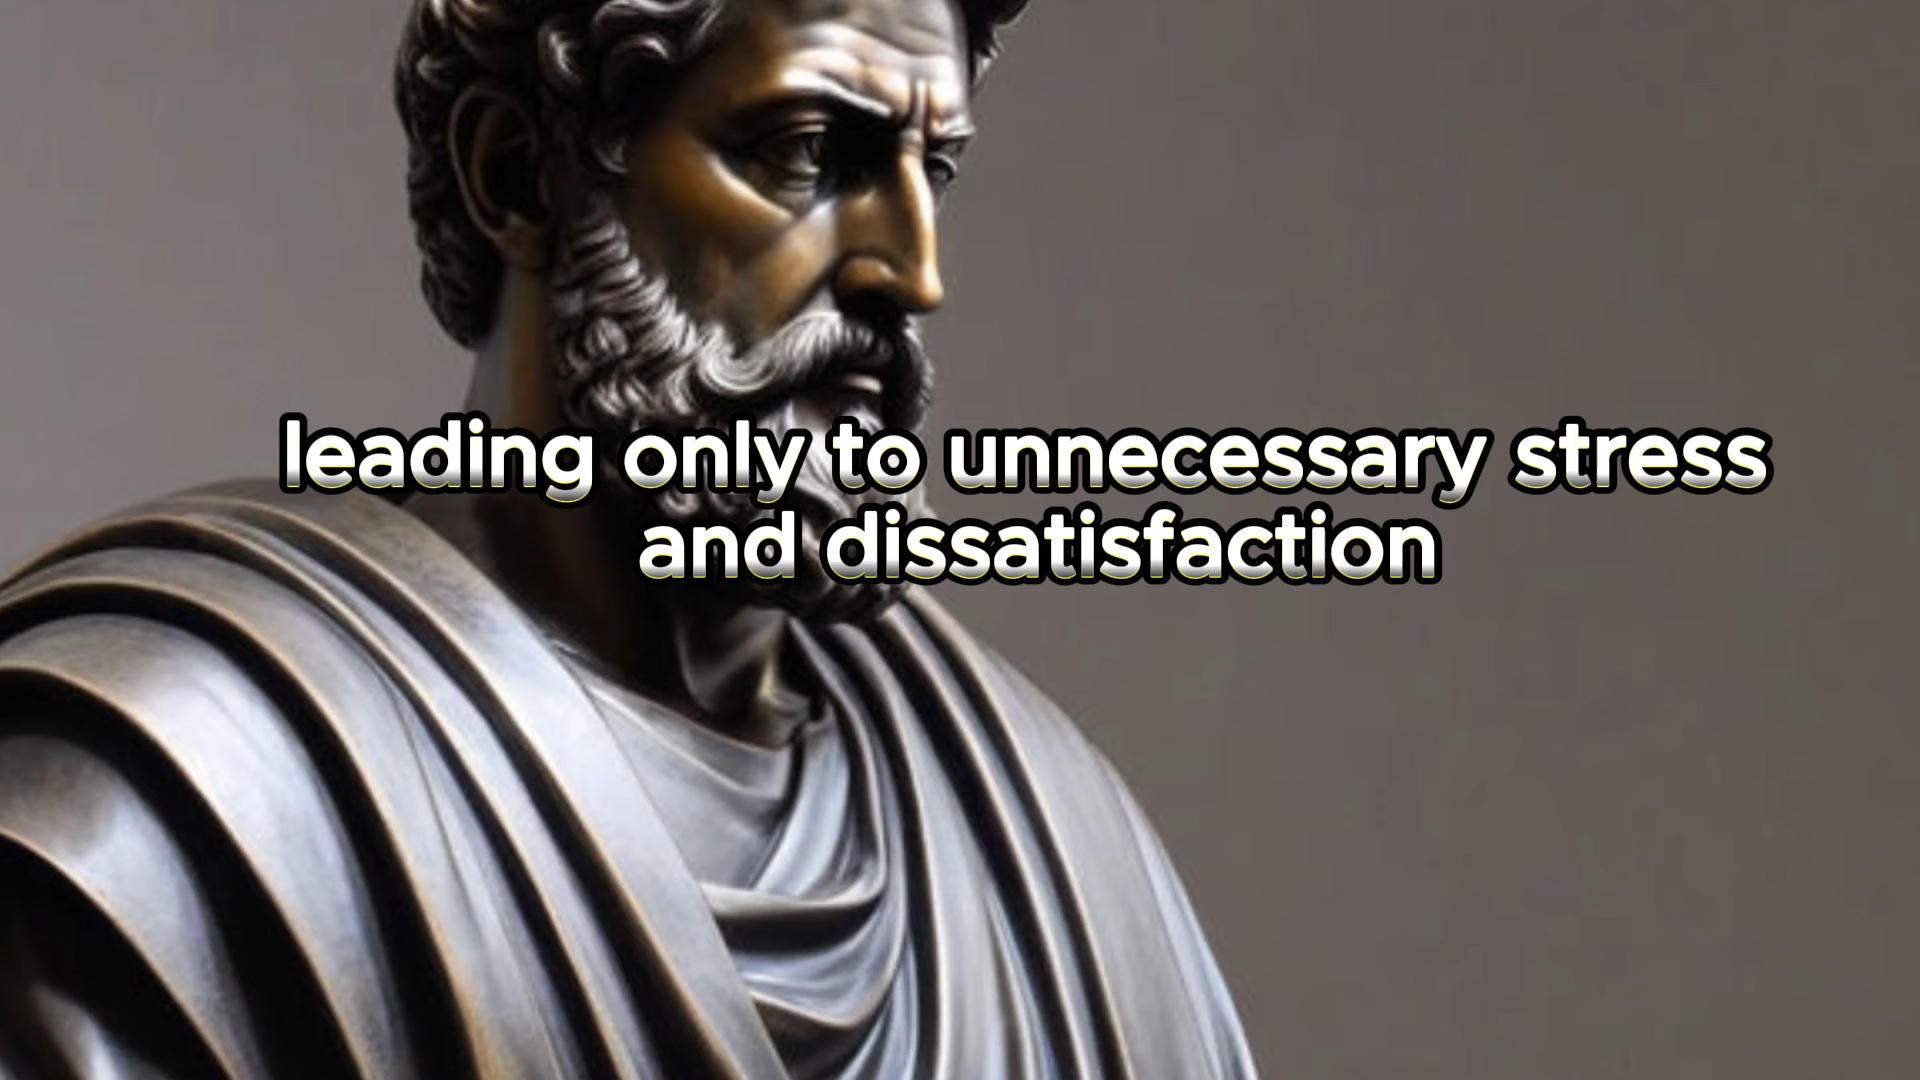 leading only to unnecessary stress
and dissatisfaction